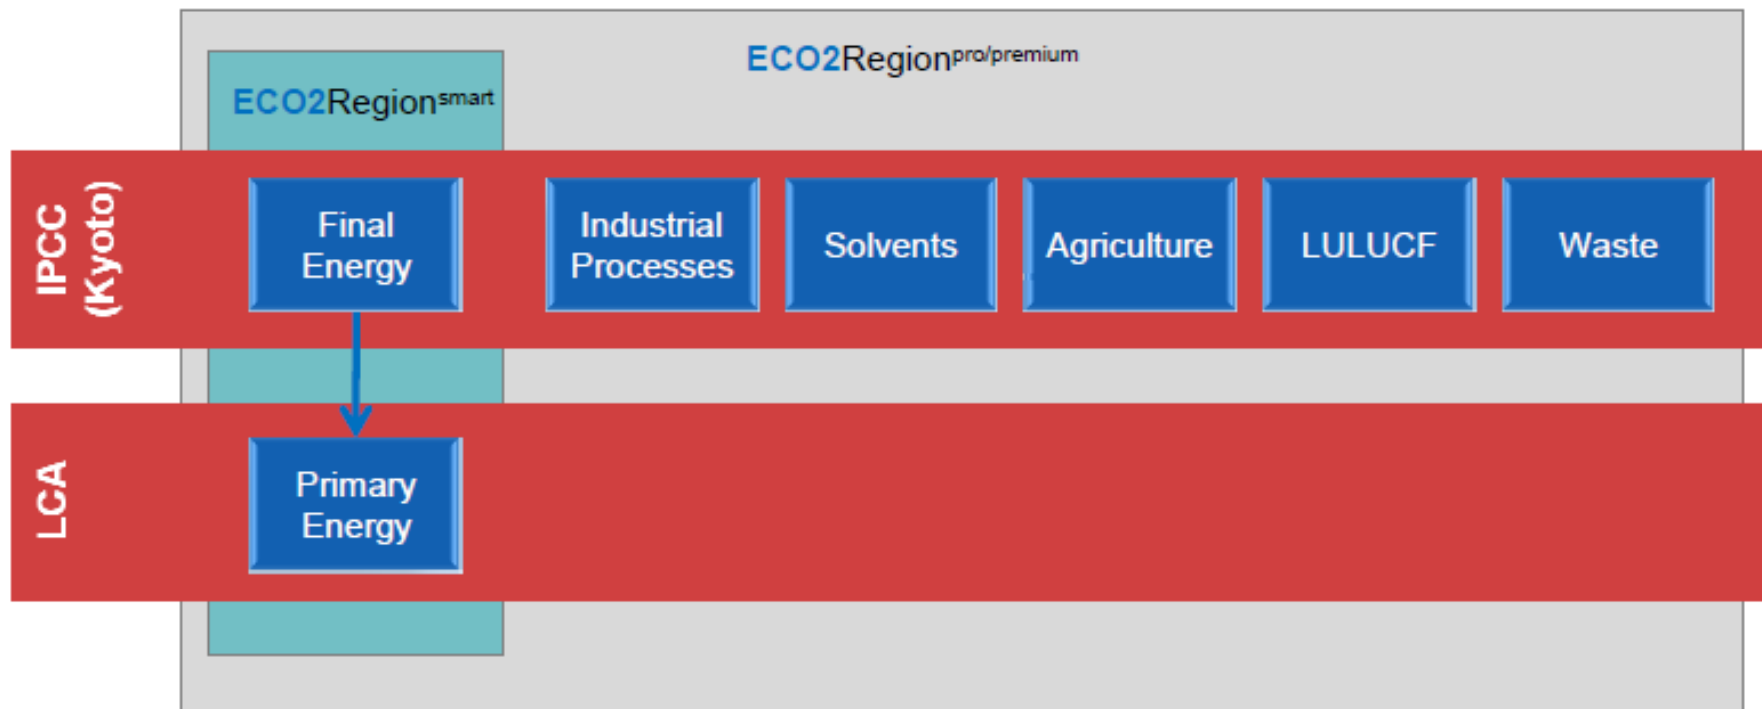 ECO2Regionpro/premium
ECO2Regionsmart
IPCC
(Kyoto)
Final
Energy
Industrial
Processes
Solvents
Agriculture
LULUCF
Waste
LCA
Primary
Energy